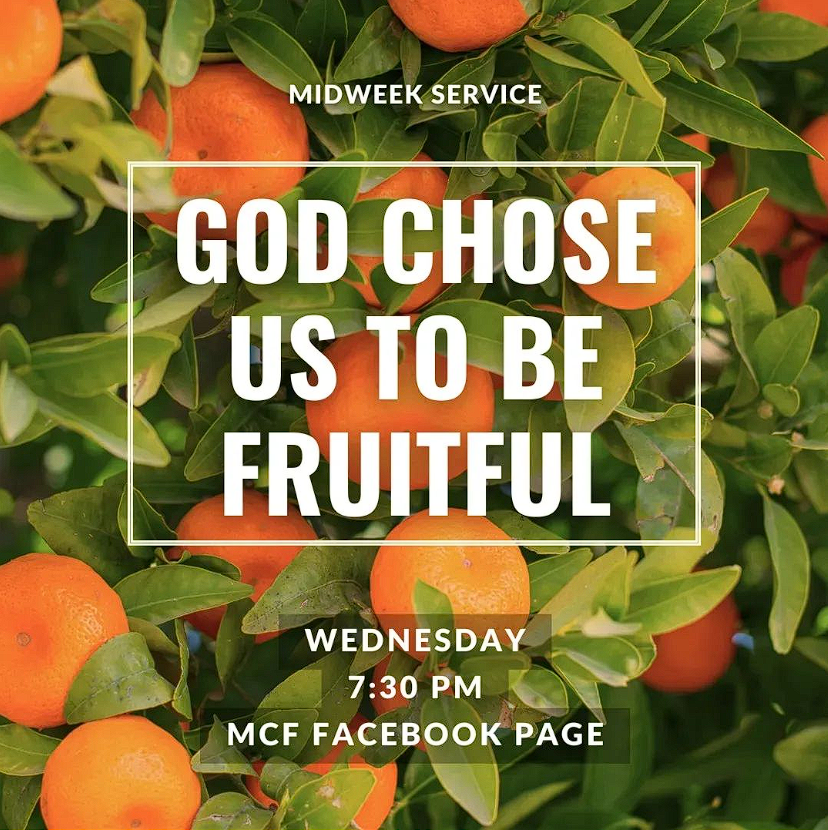 MIDWEEK SERVICE
GOD CHOSE
US TO BE
FRUITFUL
WEDNESDAY
7:30 PM
MCF FACEBOOK PAGE